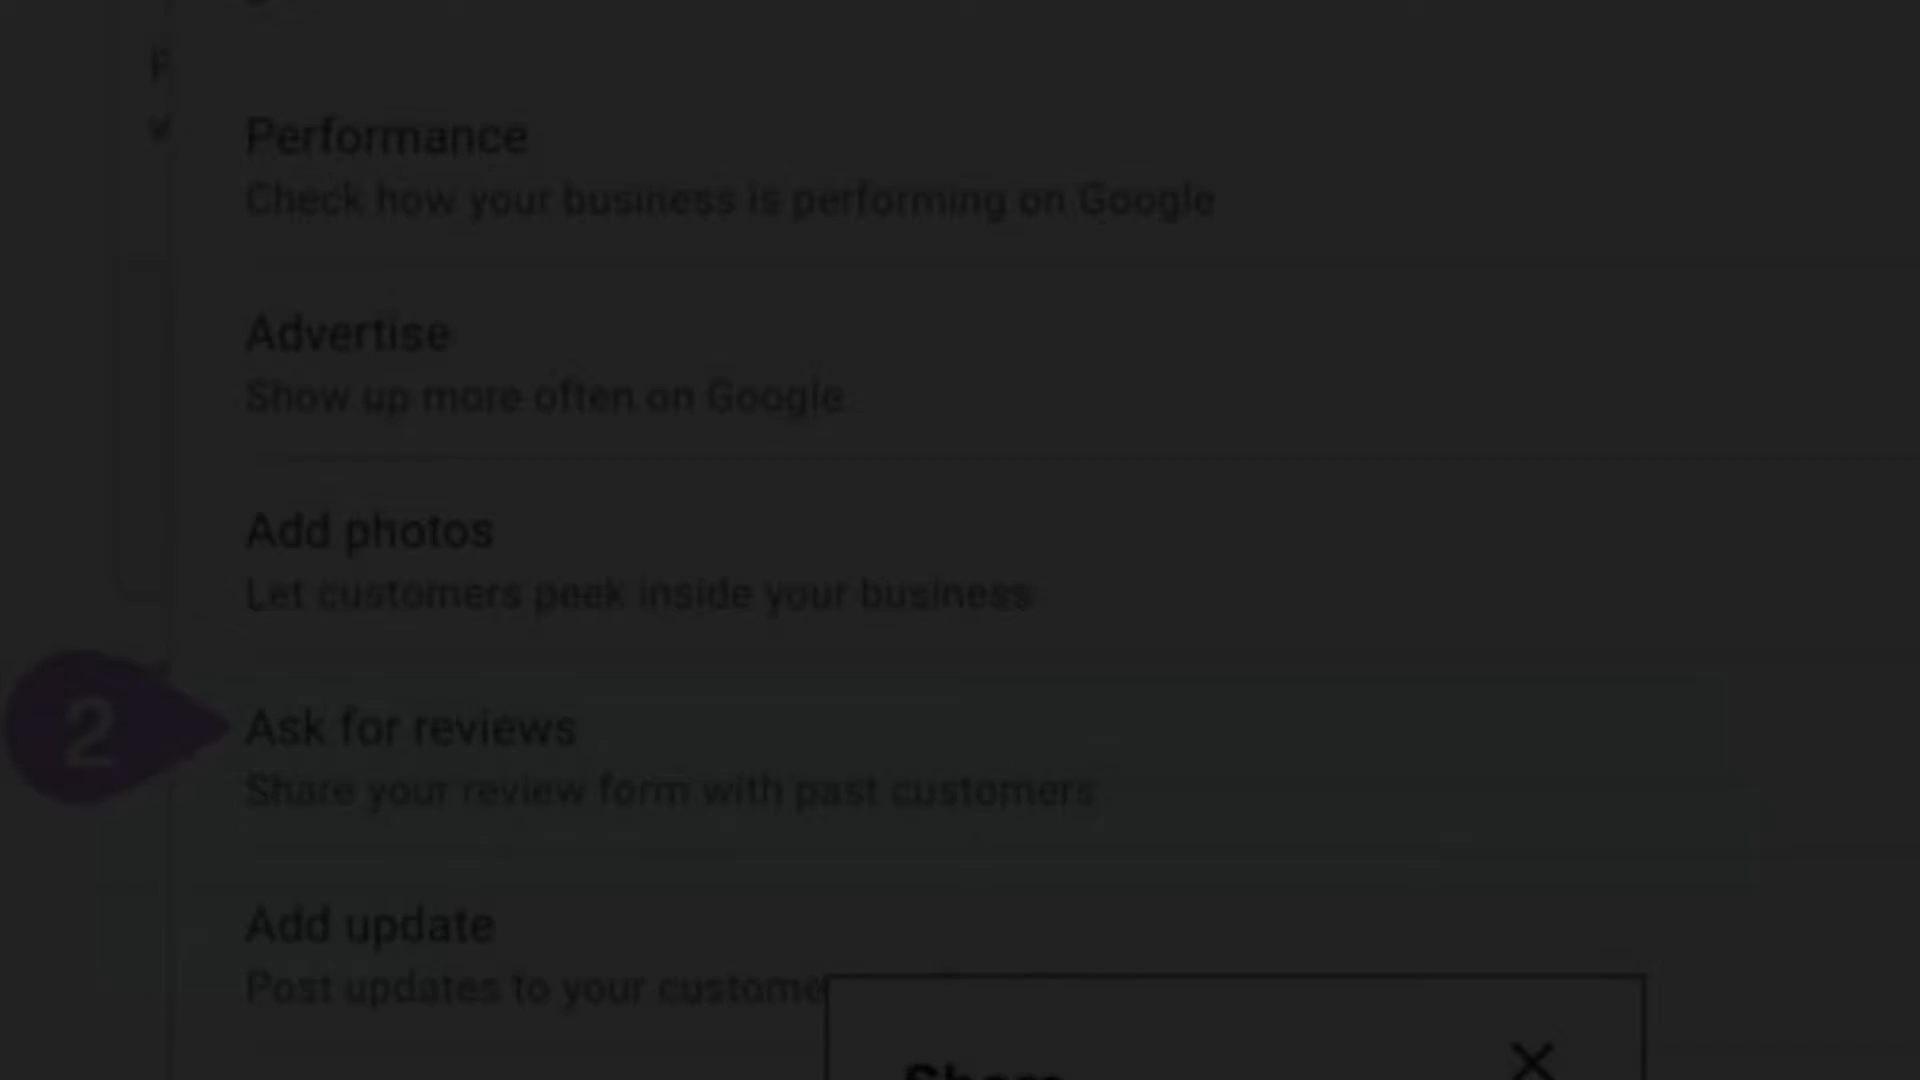 Performance
Check how your business is performing on Google
Advertise
Show up more often on Google
Add photos
Let customers peek inside your business
2
Ask for reviews
Share your review form with past customers
Add update
Post updates to your custome
Share